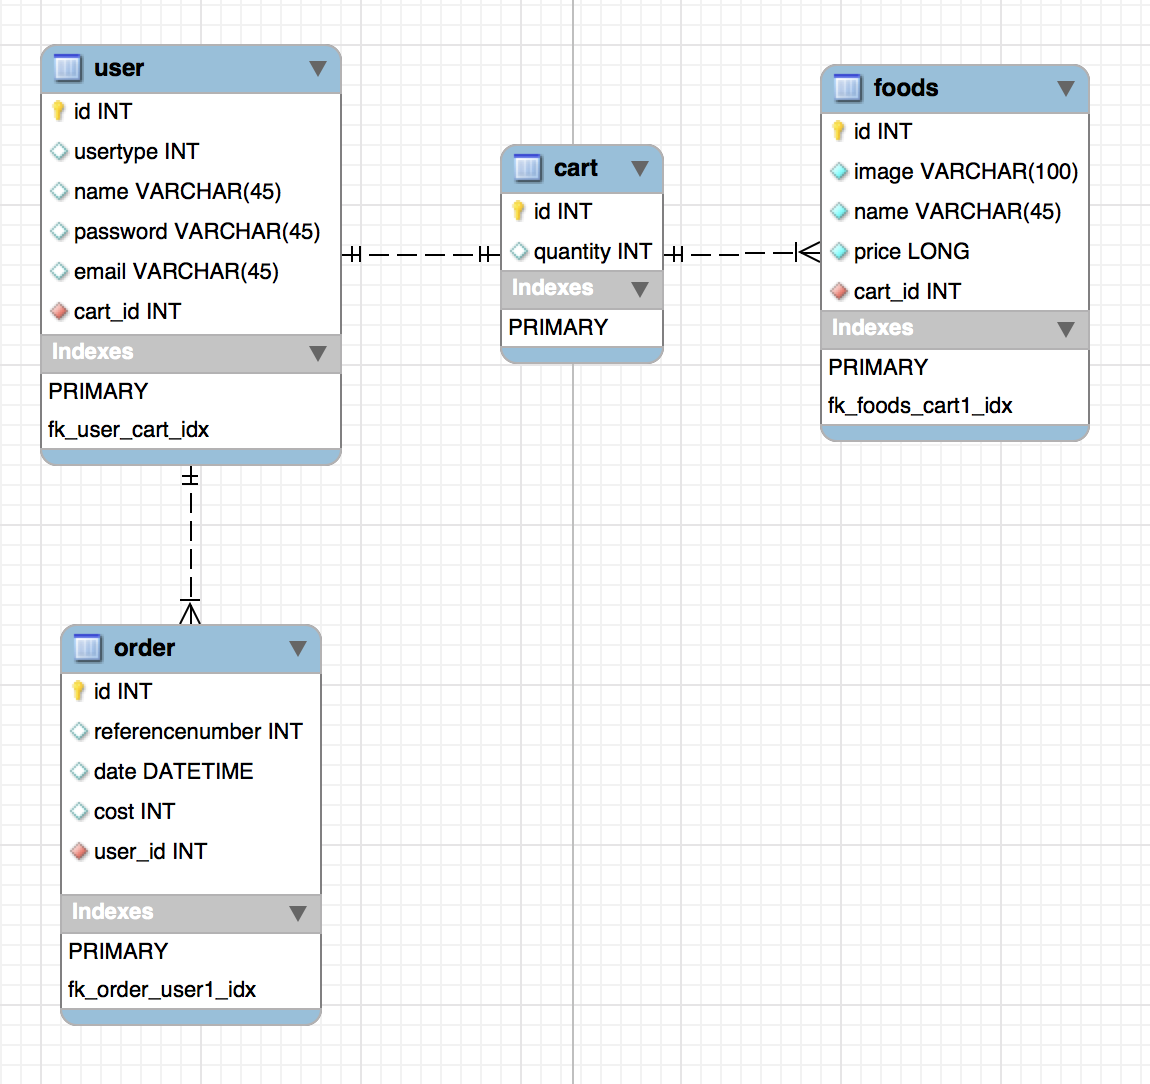 user
id INT
usertype INT
name VARCHAR(45)
password VARCHAR(45)
email VARCHAR(45)
cart_id INT
Indexes
PRIMARY
fk_user_cart_idx
cart
id INT
quantity INT
Indexes
PRIMARY
foods
id INT
image VARCHAR(100)
name VARCHAR(45)
price LONG
cart_id INT
Indexes
PRIMARY
fk_foods_cart1_idx
order
id INT
referencenumber INT
date DATETIME
cost INT
user_id INT
Indexes
PRIMARY
fk_order_user1_idx